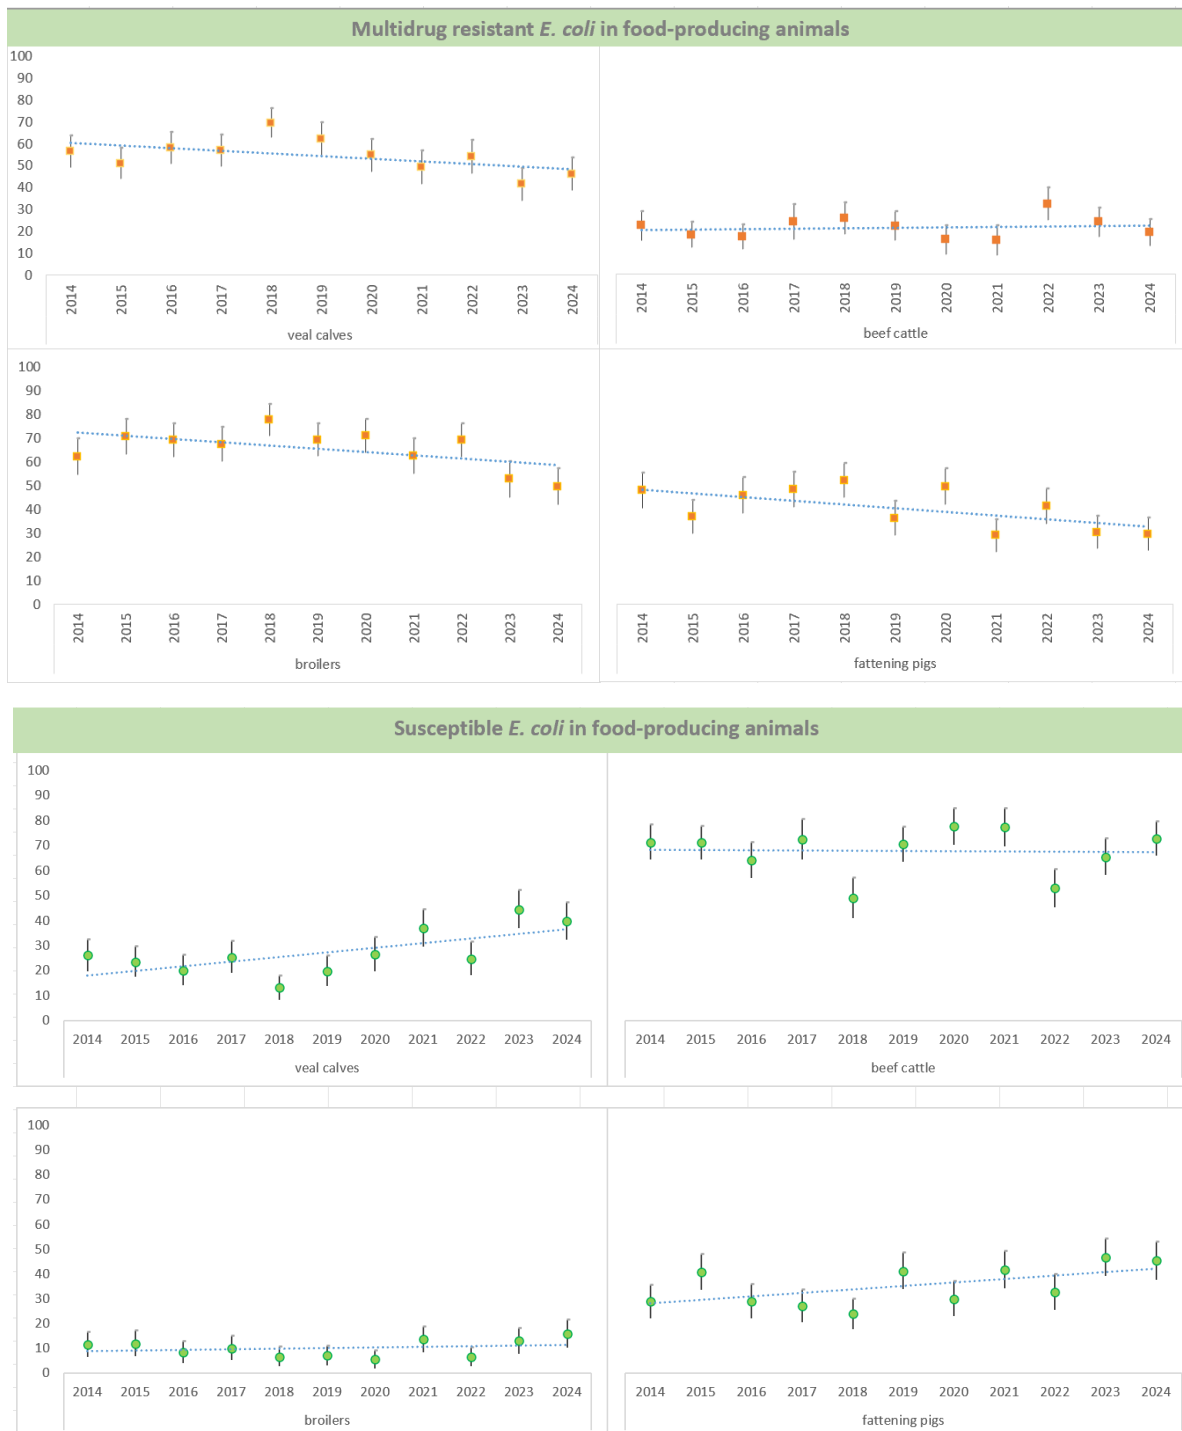 Multidrug resistant E. coli in food-producing animals
100
90
80
70
60
50
40
30
20
10
0
2014 2015 2016 2017 2018 2019 2020 2021 2022 2023 2024
veal calves
2014 2015 2016 2017 2018 2019 2020 2021 2022 2023 2024
beef cattle
100
90
80
70
60
50
40
30
20
10
0
2014 2015 2016 2017 2018 2019 2020 2021 2022 2023 2024
broilers
2014 2015 2016 2017 2018 2019 2020 2021 2022 2023 2024
fattening pigs
Susceptible E. coli in food-producing animals
100
90
80
70
60
50
40
30
20
10
0
2014 2015 2016 2017 2018 2019 2020 2021 2022 2023 2024
veal calves
2014 2015 2016 2017 2018 2019 2020 2021 2022 2023 2024
beef cattle
100
90
80
70
60
50
40
30
20
10
0
2014 2015 2016 2017 2018 2019 2020 2021 2022 2023 2024
broilers
2014 2015 2016 2017 2018 2019 2020 2021 2022 2023 2024
fattening pigs